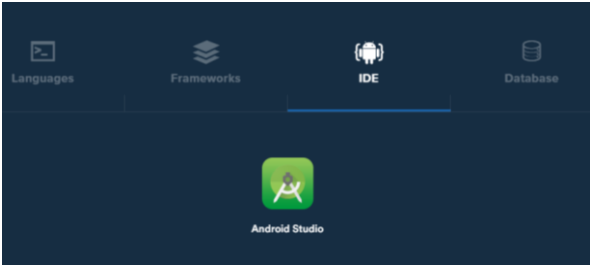 Languages
Frameworks
IDE
Database
Android Studio